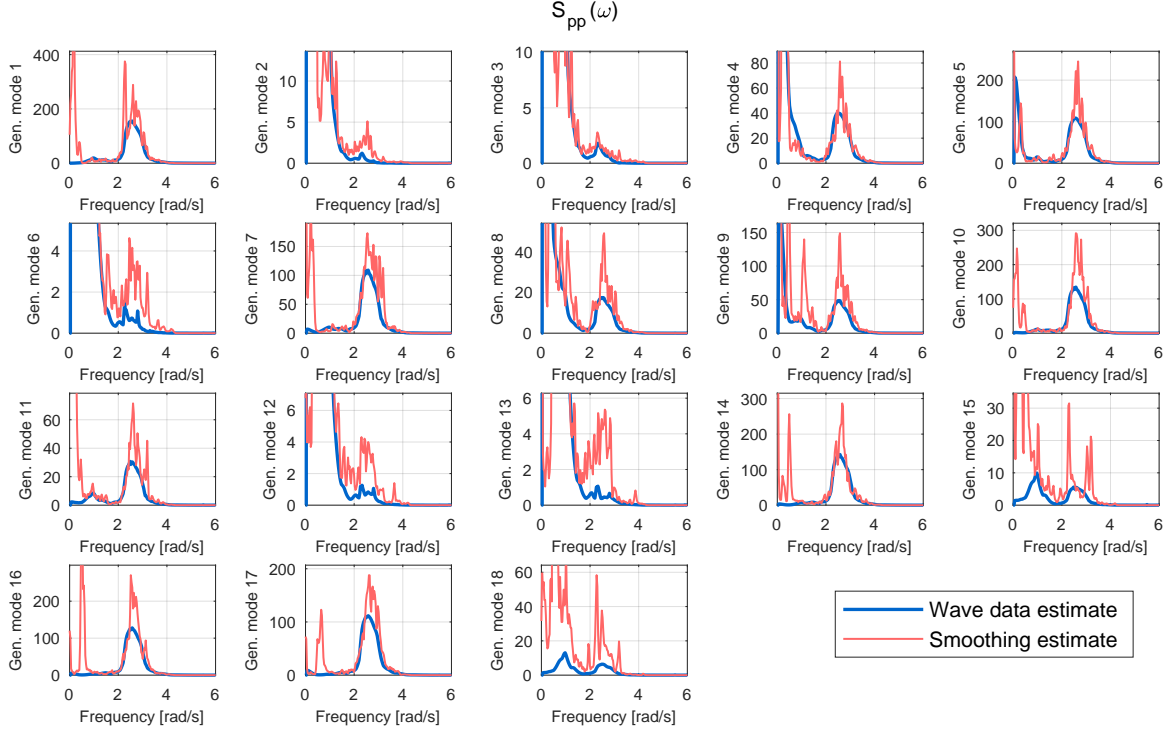 S_pp(ω)
Gen. mode 1
400
200
0
0 2 4 6
Frequency [rad/s]
Gen. mode 2
10
5
0
0 2 4 6
Frequency [rad/s]
Gen. mode 3
10
5
0
0 2 4 6
Frequency [rad/s]
Gen. mode 4
80
60
40
20
0
0 2 4 6
Frequency [rad/s]
Gen. mode 5
200
100
0
0 2 4 6
Frequency [rad/s]
Gen. mode 6
4
2
0
0 2 4 6
Frequency [rad/s]
Gen. mode 7
150
100
50
0
0 2 4 6
Frequency [rad/s]
Gen. mode 8
40
20
0
0 2 4 6
Frequency [rad/s]
Gen. mode 9
150
100
50
0
0 2 4 6
Frequency [rad/s]
Gen. mode 10
300
200
100
0
0 2 4 6
Frequency [rad/s]
Gen. mode 11
60
40
20
0
0 2 4 6
Frequency [rad/s]
Gen. mode 12
6
4
2
0
0 2 4 6
Frequency [rad/s]
Gen. mode 13
6
4
2
0
0 2 4 6
Frequency [rad/s]
Gen. mode 14
300
200
100
0
0 2 4 6
Frequency [rad/s]
Gen. mode 15
30
20
10
0
0 2 4 6
Frequency [rad/s]
Gen. mode 16
200
100
0
0 2 4 6
Frequency [rad/s]
Gen. mode 17
200
100
0
0 2 4 6
Frequency [rad/s]
Gen. mode 18
60
40
20
0
0 2 4 6
Frequency [rad/s]
Wave data estimate
Smoothing estimate